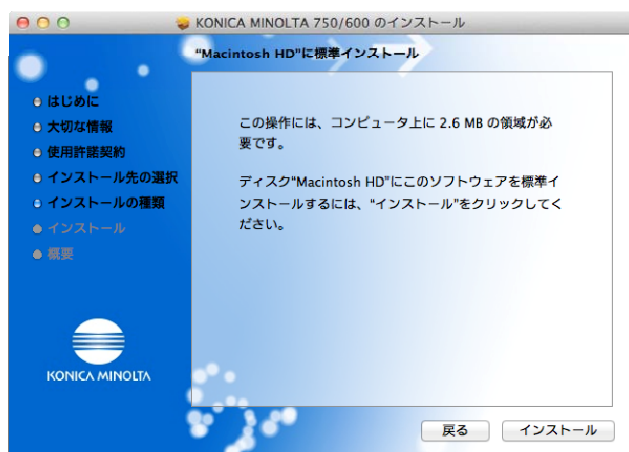 KONICA MINOLTA 750/600 のインストール
"Macintosh HD"に標準インストール
はじめに
大切な情報
使用許諾契約
インストール先の選択
インストールの種類
インストール
概要
この操作には、コンピュータ上に 2.6 MB の領域が必
要です。
ディスク"Macintosh HD"にこのソフトウェアを標準イ
ンストールするには、"インストール"をクリックしてく
ださい。
KONICA MINOLTA
戻る
インストール